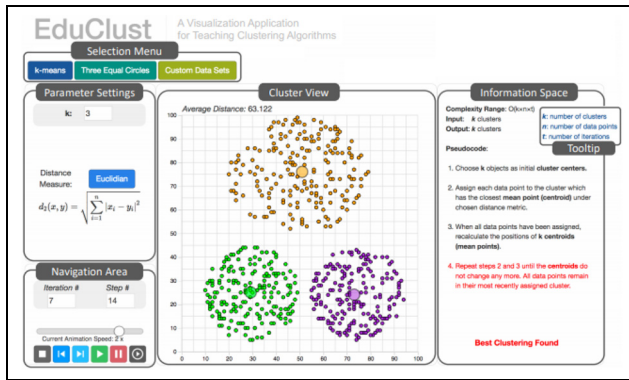 EduClust
A Visualization Application
for Teaching Clustering Algorithms
Selection Menu
k-means
Three Equal Circles
Custom Data Sets
Parameter Settings
k:
3
Distance
Measure:
Euclidian
d₂(x, y) = √∑ⁿᵢ₌₁ |xᵢ − yᵢ|²
Navigation Area
Iteration #
Step #
7
14
Current Animation Speed: 2 s
Cluster View
Average Distance: 63.122
100
90
80
70
60
50
40
30
20
10
0
0
10
20
30
40
50
60
70
80
90
100
Information Space
Complexity Range: O(k×n×t)
Input: k clusters
Output: k clusters
k: number of clusters
n: number of data points
t: number of iterations
Tooltip
Pseudocode:
1. Choose k objects as initial cluster centers.
2. Assign each data point to the cluster which
has the closest mean point (centroid) under
chosen distance metric.
3. When all data points have been assigned,
recalculate the positions of k centroids
(mean points).
4. Repeat steps 2 and 3 until the centroids do
not change any more. All data points remain
in their most recently assigned cluster.
Best Clustering Found